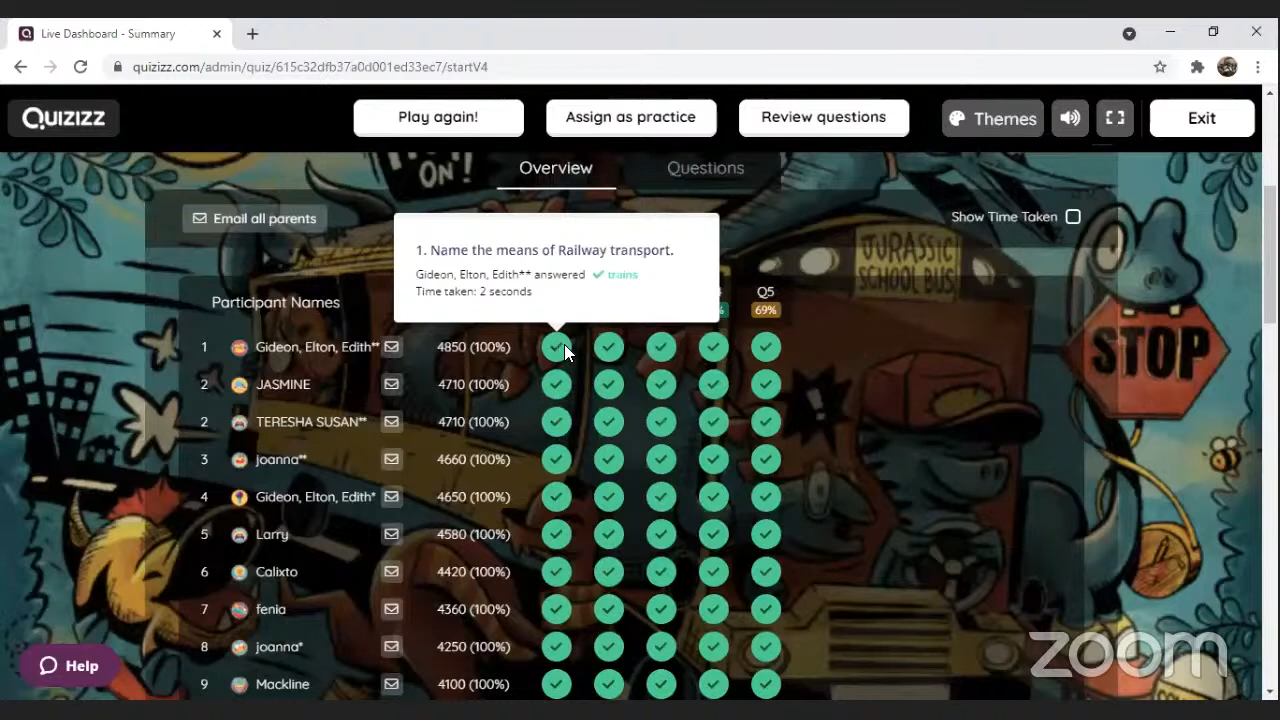 Live Dashboard - Summary
quizizz.com/admin/quiz/615c32dfb37a0d001ed33ec7/startV4
QUIZIZZ
Play again!
Assign as practice
Review questions
Themes
Exit
ON!
Overview
Questions
Email all parents
Show Time Taken
JURASSIC
SCHOOL BUS
1. Name the means of Railway transport.
Gideon, Elton, Edith** answered trains
Time taken: 2 seconds
Participant Names
Q5
% 69%
1 Gideon, Elton, Edith** 4850 (100%)
2 JASMINE 4710 (100%)
2 TERESHA SUSAN** 4710 (100%)
3 joanna** 4660 (100%)
4 Gideon, Elton, Edith* 4650 (100%)
5 Larry 4580 (100%)
6 Calixto 4420 (100%)
7 fenia 4360 (100%)
8 joanna* 4250 (100%)
9 Mackline 4100 (100%)
STOP
Help
zoom